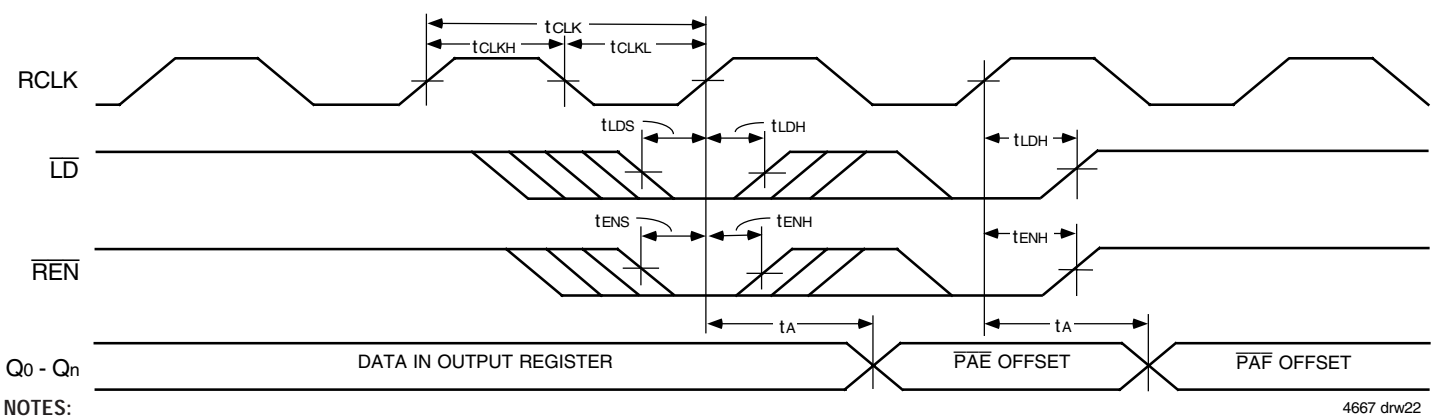 tCLK
tCLKH
tCLKL
RCLK
tLDS
tLDH
tLDH
LD
tENS
tENH
tENH
REN
tA
tA
Q0 - Qn
DATA IN OUTPUT REGISTER
PAE OFFSET
PAF OFFSET
NOTES:
4667 drw22